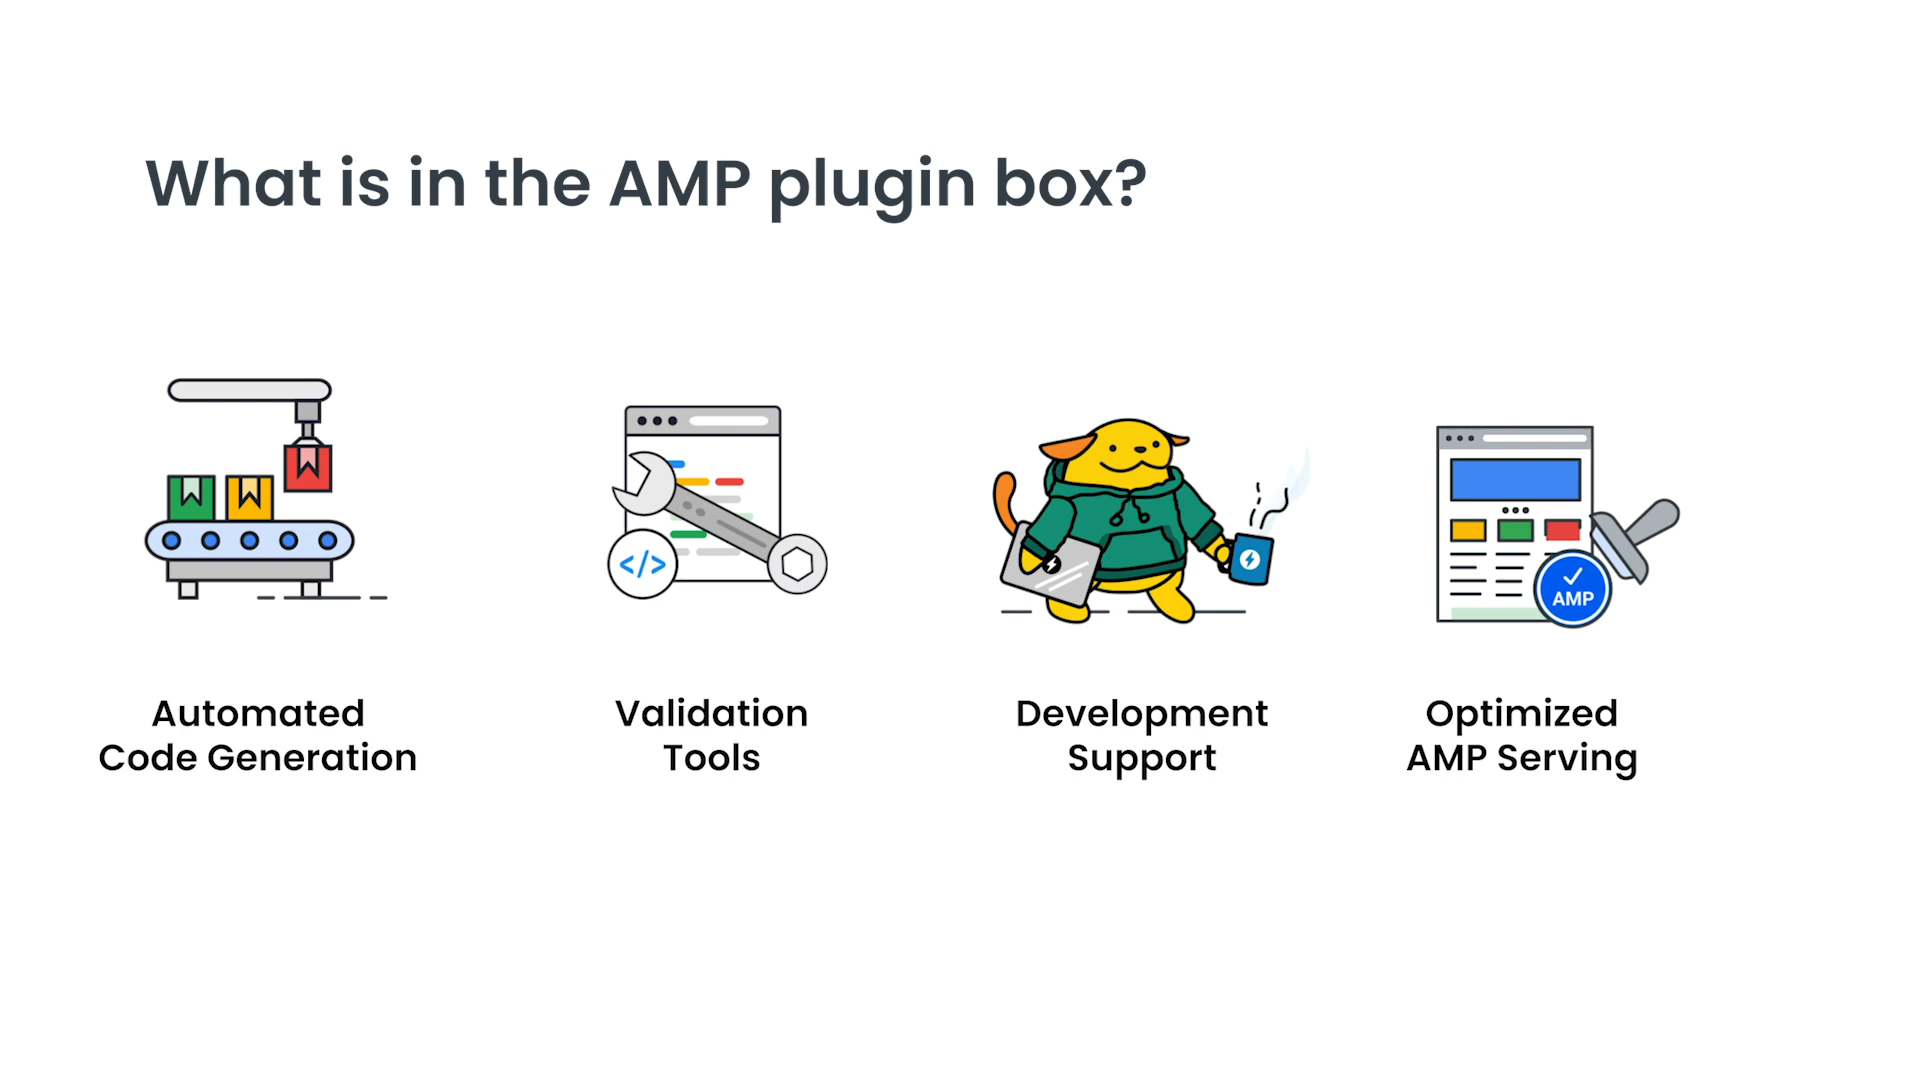 What is in the AMP plugin box?
</>
AMP
Automated
Code Generation
Validation
Tools
Development
Support
Optimized
AMP Serving